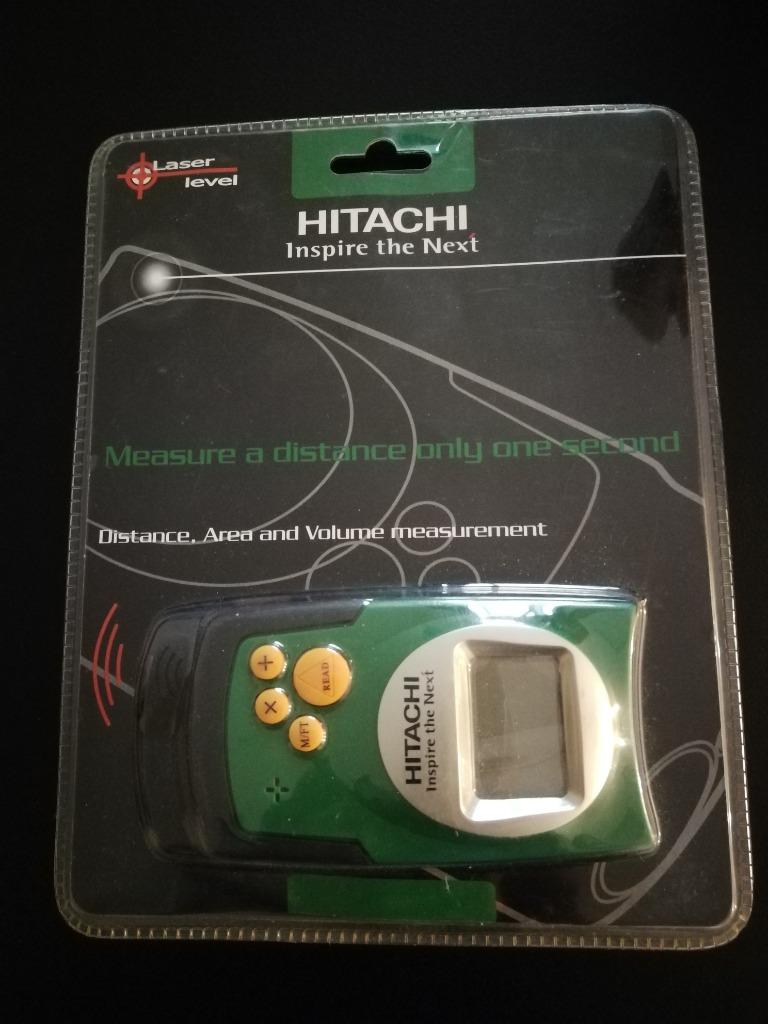 Laser
level
HITACHI
Inspire the Next
Measure a distance only one second
Distance, Area and Volume measurement
+
READ
×
M/FT
HITACHI
Inspire the Next